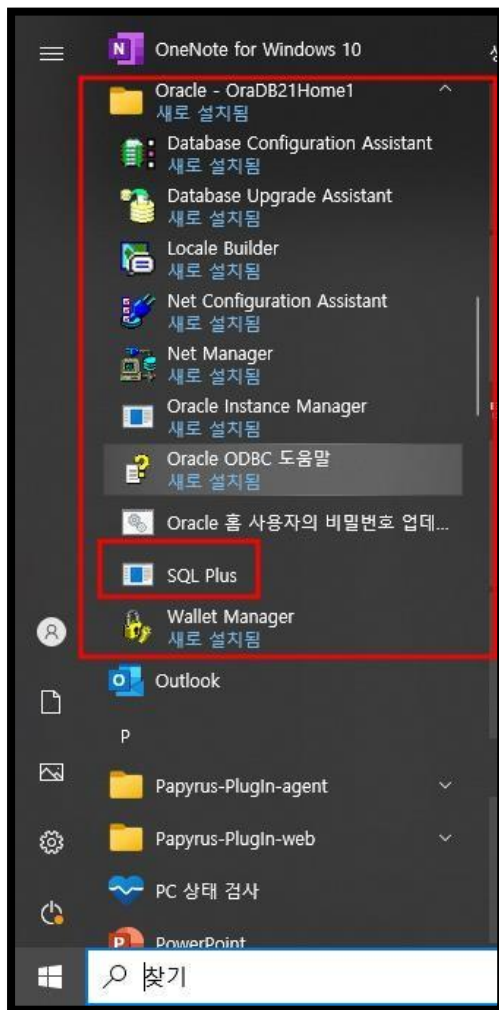 OneNote for Windows 10
Oracle - OraDB21Home1
새로 설치됨
Database Configuration Assistant
새로 설치됨
Database Upgrade Assistant
새로 설치됨
Locale Builder
새로 설치됨
Net Configuration Assistant
새로 설치됨
Net Manager
새로 설치됨
Oracle Instance Manager
새로 설치됨
Oracle ODBC 도움말
새로 설치됨
Oracle 홈 사용자의 비밀번호 업데...
SQL Plus
Wallet Manager
새로 설치됨
Outlook
P
Papyrus-PlugIn-agent
Papyrus-PlugIn-web
PC 상태 검사
PowerPoint
찾기